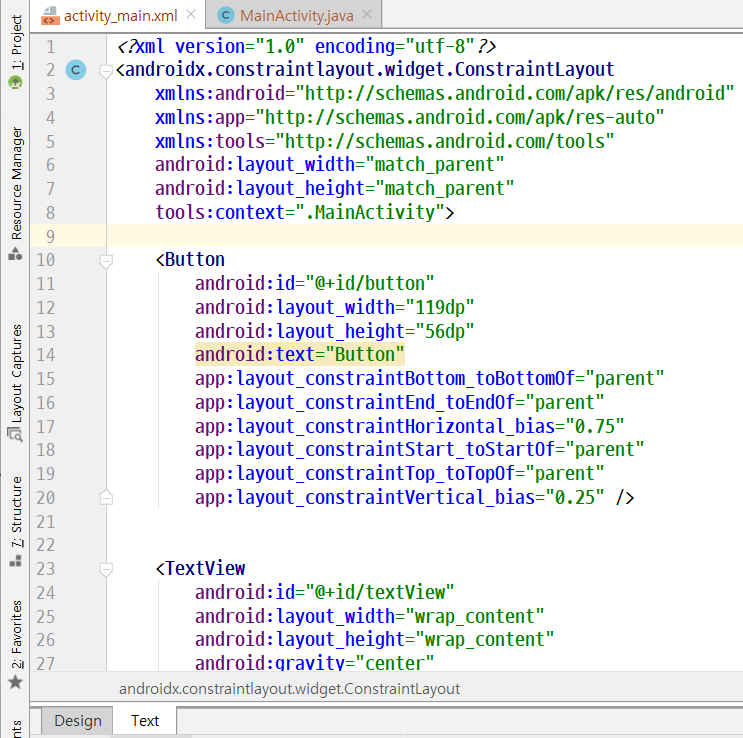 activity_main.xml
MainActivity.java
1: Project
Resource Manager
Layout Captures
7: Structure
2: Favorites
nts
1 <?xml version="1.0" encoding="utf-8"?>
2 C <androidx.constraintlayout.widget.ConstraintLayout
3 xmlns:android="http://schemas.android.com/apk/res/android"
4 xmlns:app="http://schemas.android.com/apk/res-auto"
5 xmlns:tools="http://schemas.android.com/tools"
6 android:layout_width="match_parent"
7 android:layout_height="match_parent"
8 tools:context=".MainActivity">
9
10 <Button
11 android:id="@+id/button"
12 android:layout_width="119dp"
13 android:layout_height="56dp"
14 android:text="Button"
15 app:layout_constraintBottom_toBottomOf="parent"
16 app:layout_constraintEnd_toEndOf="parent"
17 app:layout_constraintHorizontal_bias="0.75"
18 app:layout_constraintStart_toStartOf="parent"
19 app:layout_constraintTop_toTopOf="parent"
20 app:layout_constraintVertical_bias="0.25" />
21
22
23 <TextView
24 android:id="@+id/textView"
25 android:layout_width="wrap_content"
26 android:layout_height="wrap_content"
27 android:gravity="center"
androidx.constraintlayout.widget.ConstraintLayout
Design Text